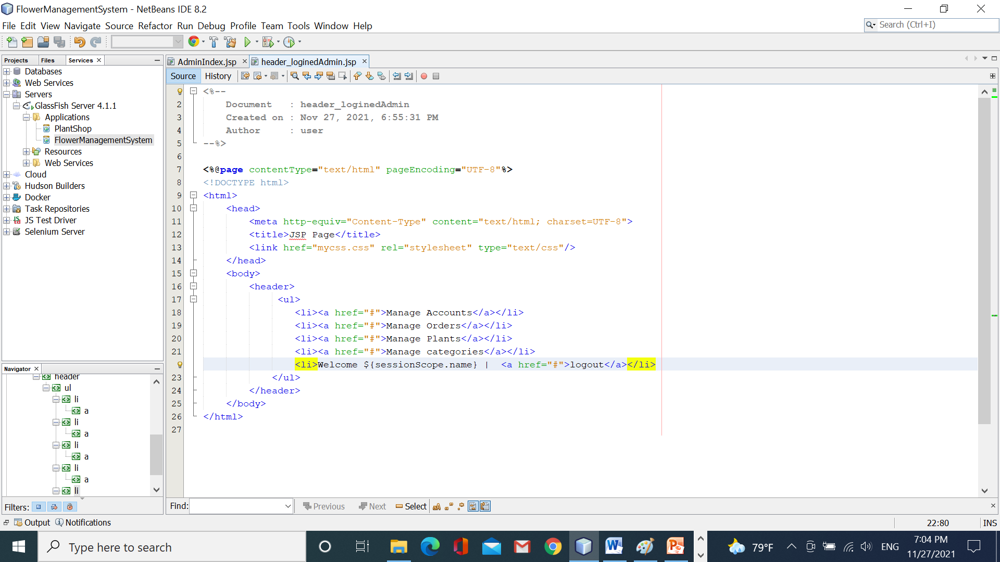 FlowerManagementSystem - NetBeans IDE 8.2
File Edit View Navigate Source Refactor Run Debug Profile Team Tools Window Help
Search (Ctrl+I)
Projects Files Services
Databases
Web Services
Servers
GlassFish Server 4.1.1
Applications
PlantShop
FlowerManagementSystem
Resources
Web Services
Cloud
Hudson Builders
Docker
Task Repositories
JS Test Driver
Selenium Server
Navigator
header
ul
li
a
li
a
li
a
li
a
li
Filters:
AdminIndex.jsp header_loginedAdmin.jsp
Source History
<%--
2 Document : header_loginedAdmin
3 Created on : Nov 27, 2021, 6:55:31 PM
4 Author : user
5 --%>
6
7 <%@page contentType="text/html" pageEncoding="UTF-8"%>
8 <!DOCTYPE html>
9 <html>
10 <head>
11 <meta http-equiv="Content-Type" content="text/html; charset=UTF-8">
12 <title>JSP Page</title>
13 <link href="mycss.css" rel="stylesheet" type="text/css"/>
14 </head>
15 <body>
16 <header>
17 <ul>
18 <li><a href="#">Manage Accounts</a></li>
19 <li><a href="#">Manage Orders</a></li>
20 <li><a href="#">Manage Plants</a></li>
21 <li><a href="#">Manage categories</a></li>
<li>Welcome ${sessionScope.name} | <a href="#">logout</a></li>
23 </ul>
24 </header>
25 </body>
26 </html>
27
Find: Previous Next Select
Output Notifications
22:80 INS
Type here to search
79°F ENG
7:04 PM
11/27/2021